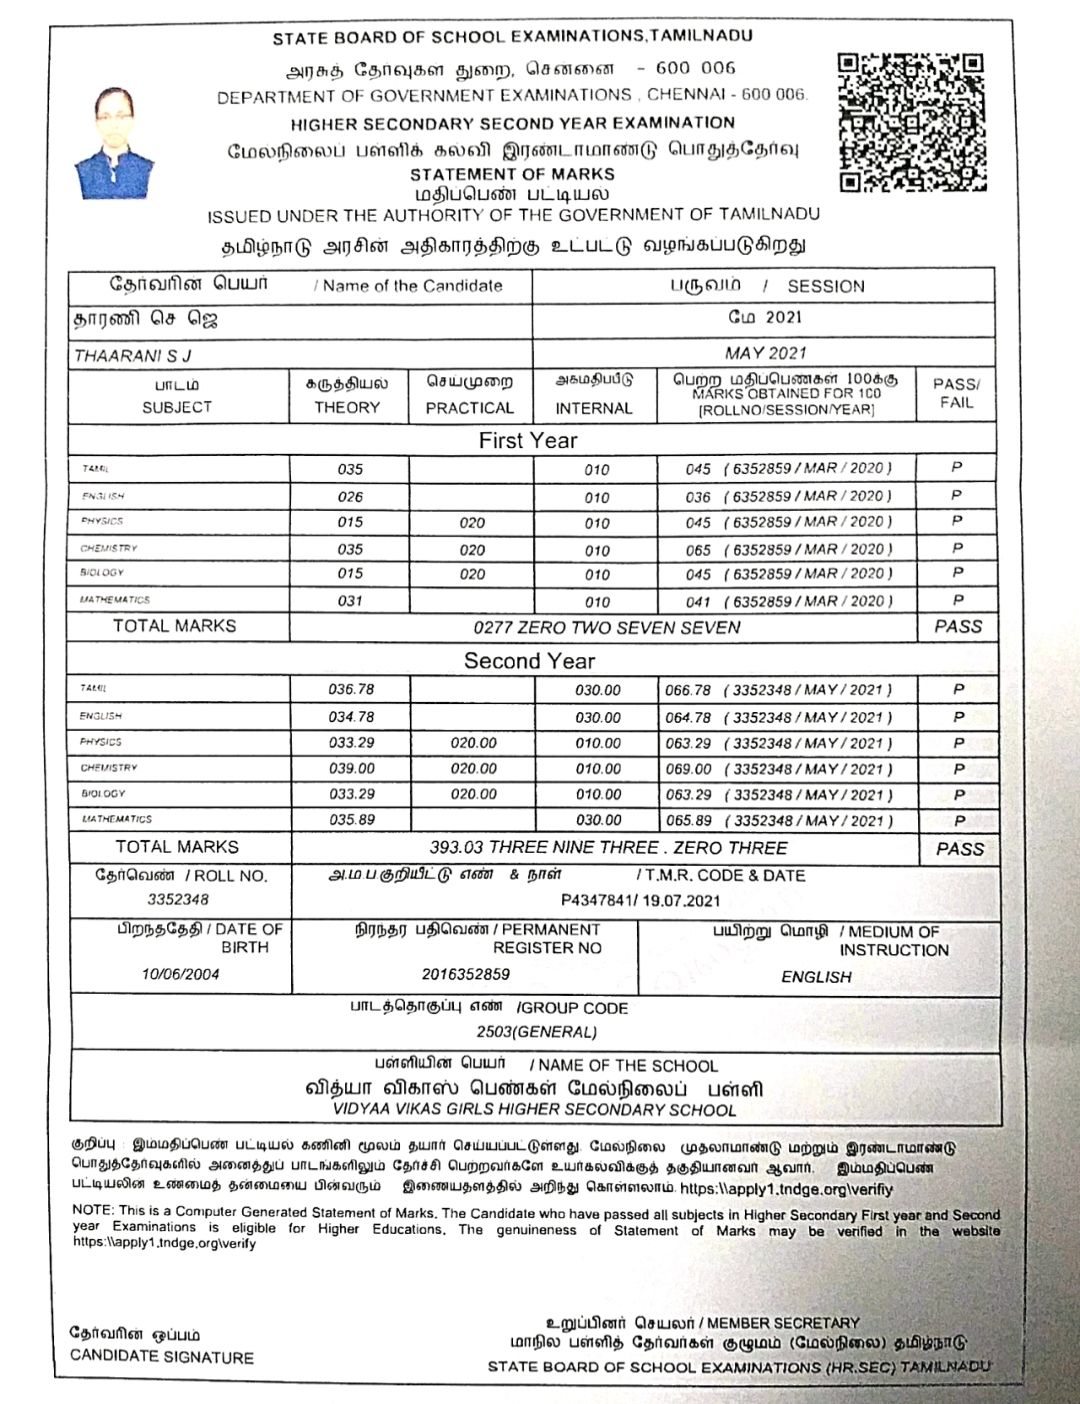 STATE BOARD OF SCHOOL EXAMINATIONS,TAMILNADU
அரசுத் தேர்வுகள துறை, சென்னை - 600 006
DEPARTMENT OF GOVERNMENT EXAMINATIONS , CHENNAI - 600 006.
HIGHER SECONDARY SECOND YEAR EXAMINATION
மேல்நிலைப் பள்ளிக் கல்வி இரண்டாமாண்டு பொதுத்தேர்வு
STATEMENT OF MARKS
மதிப்பெண் பட்டியல்
ISSUED UNDER THE AUTHORITY OF THE GOVERNMENT OF TAMILNADU
தமிழ்நாடு அரசின் அதிகாரத்திற்கு உட்பட்டு வழங்கப்படுகிறது
தேர்வரின் பெயர் / Name of the Candidate பருவம் / SESSION
தாரணி செ ஜெ மே 2021
THAARANI S J MAY 2021
பாடம் கருத்தியல் செய்முறை அகமதிப்பீடு பெற்ற மதிப்பெண்கள் 100க்கு PASS/
SUBJECT THEORY PRACTICAL INTERNAL MARKS OBTAINED FOR 100 FAIL
[ROLLNO/SESSION/YEAR]
First Year
TAMIL 035 010 045 ( 6352859 / MAR / 2020 ) P
ENGLISH 026 010 036 ( 6352859 / MAR / 2020 ) P
PHYSICS 015 020 010 045 ( 6352859 / MAR / 2020 ) P
CHEMISTRY 035 020 010 065 ( 6352859 / MAR / 2020 ) P
BIOLOGY 015 020 010 045 ( 6352859 / MAR / 2020 ) P
MATHEMATICS 031 010 041 ( 6352859 / MAR / 2020 ) P
TOTAL MARKS 0277 ZERO TWO SEVEN SEVEN PASS
Second Year
TAMIL 036.78 030.00 066.78 ( 3352348 / MAY / 2021 ) P
ENGLISH 034.78 030.00 064.78 ( 3352348 / MAY / 2021 ) P
PHYSICS 033.29 020.00 010.00 063.29 ( 3352348 / MAY / 2021 ) P
CHEMISTRY 039.00 020.00 010.00 069.00 ( 3352348 / MAY / 2021 ) P
BIOLOGY 033.29 020.00 010.00 063.29 ( 3352348 / MAY / 2021 ) P
MATHEMATICS 035.89 030.00 065.89 ( 3352348 / MAY / 2021 ) P
TOTAL MARKS 393.03 THREE NINE THREE . ZERO THREE PASS
தேர்வெண் / ROLL NO. அ.ம ப குறியீட்டு எண் & நாள் / T.M.R. CODE & DATE
3352348 P4347841/ 19.07.2021
பிறந்ததேதி / DATE OF BIRTH நிரந்தர பதிவெண் / PERMANENT REGISTER NO பயிற்று மொழி / MEDIUM OF INSTRUCTION
10/06/2004 2016352859 ENGLISH
பாடத்தொகுப்பு எண் /GROUP CODE
2503(GENERAL)
பள்ளியின் பெயர் / NAME OF THE SCHOOL
வித்யா விகாஸ் பெண்கள் மேல்நிலைப் பள்ளி
VIDYAA VIKAS GIRLS HIGHER SECONDARY SCHOOL
குறிப்பு : இம்மதிப்பெண் பட்டியல் கணினி மூலம் தயார் செய்யப்பட்டுள்ளது. மேல்நிலை முதலாமாண்டு மற்றும் இரண்டாமாண்டு
பொதுத்தேர்வுகளில் அனைத்துப் பாடங்களிலும் தேர்ச்சி பெற்றவர்களே உயர்கல்விக்குத் தகுதியானவர் ஆவார். இம்மதிப்பெண்
பட்டியலின் உண்மைத் தன்மையை பின்வரும் இணையதளத்தில் அறிந்து கொள்ளலாம். https:\\apply1.tndge.org\verifiy
NOTE: This is a Computer Generated Statement of Marks. The Candidate who have passed all subjects in Higher Secondary First year and Second
year Examinations is eligible for Higher Educations. The genuineness of Statement of Marks may be verified in the website
https:\\apply1.tndge.org\verify
தேர்வரின் ஒப்பம்
CANDIDATE SIGNATURE
உறுப்பினர் செயலர் / MEMBER SECRETARY
மாநில பள்ளித் தேர்வர்கள் குழுமம் (மேல்நிலை) தமிழ்நாடு
STATE BOARD OF SCHOOL EXAMINATIONS (HR.SEC) TAMILNADU